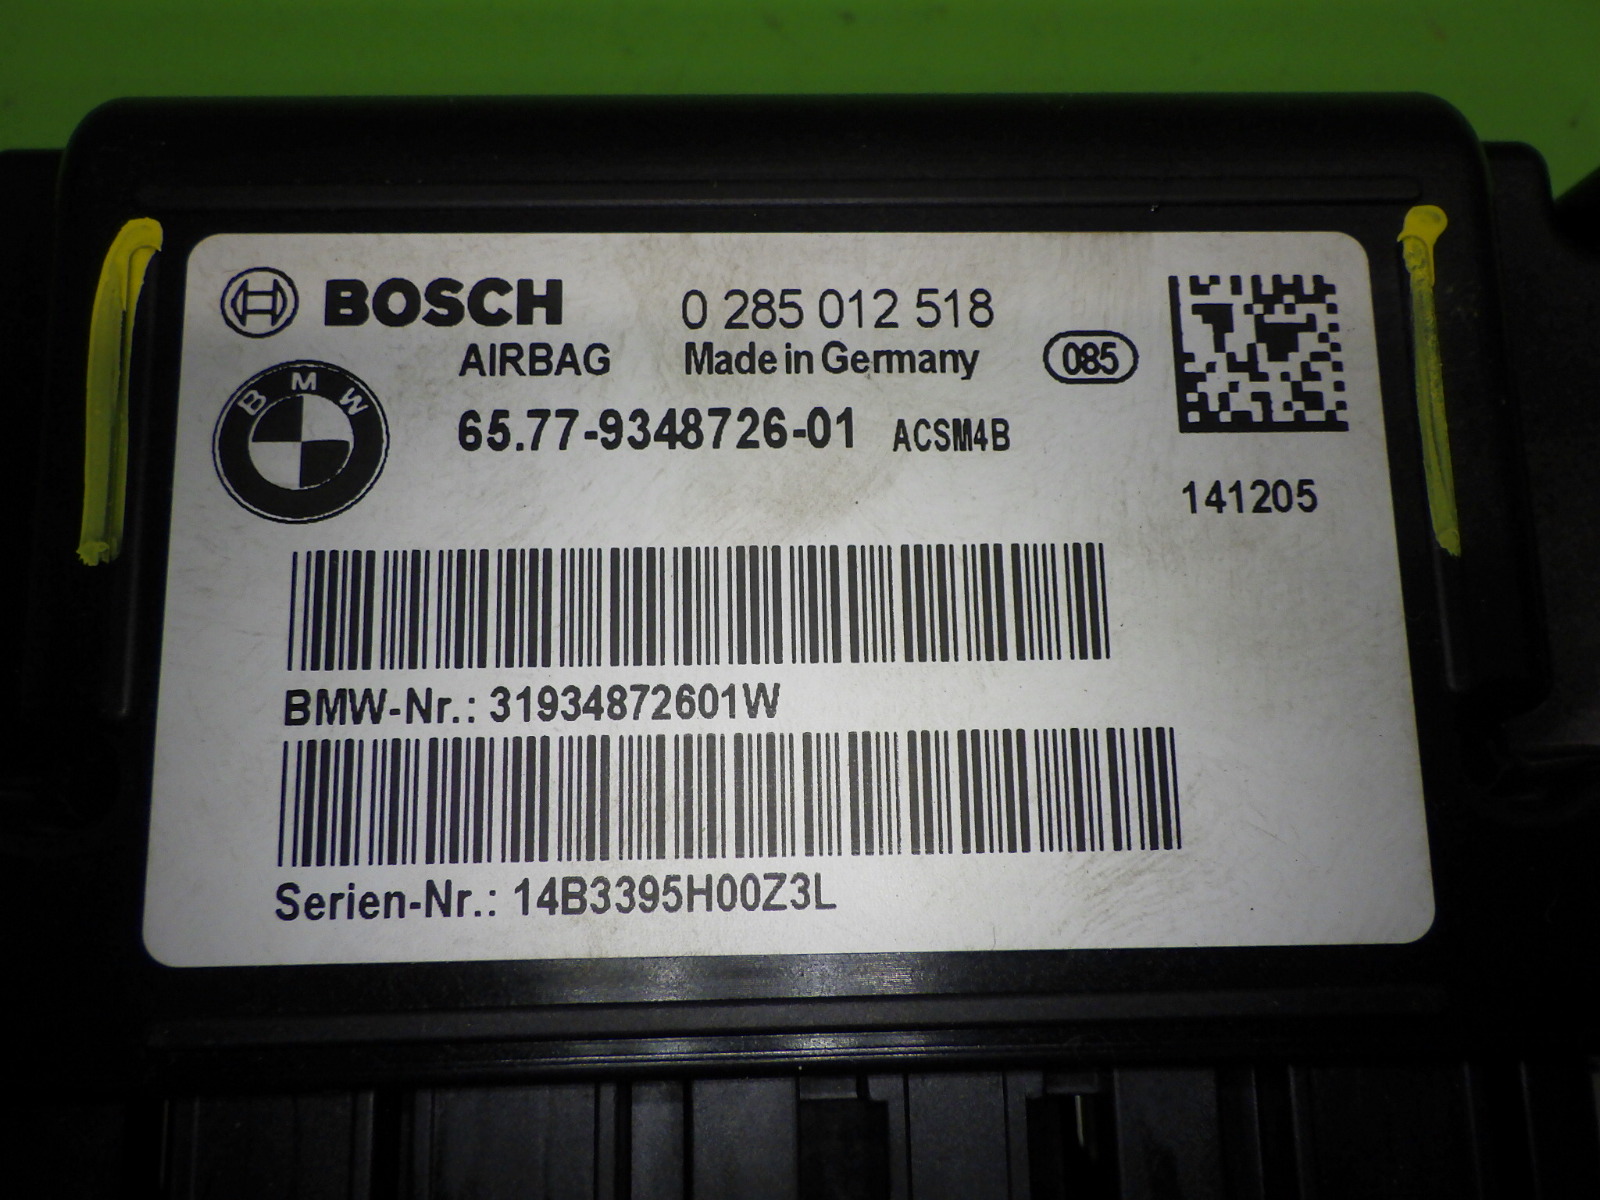 BOSCH 0 285 012 518
AIRBAG Made in Germany 085
BMW
65.77-9348726-01 ACSM4B
141205
BMW-Nr.: 31934872601W
Serien-Nr.: 14B3395H00Z3L